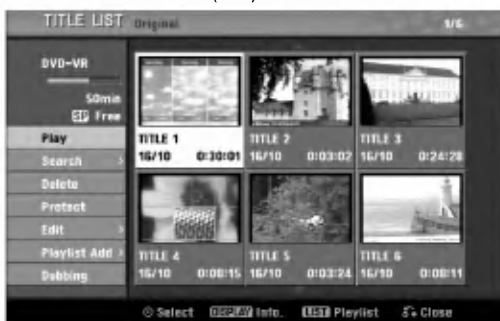 TITLE LIST Original 1/6
DVD-VR
50min
SP Free
Play
Search
Delete
Protect
Edit
Playlist Add
Dubbing
TITLE 1
16/10 0:30:01
TITLE 2
16/10 0:03:02
TITLE 3
16/10 0:24:28
TITLE 4
16/10 0:08:15
TITLE 5
16/10 0:03:24
TITLE 6
16/10 0:08:11
Select DISPLAY Info. LIST Playlist Close